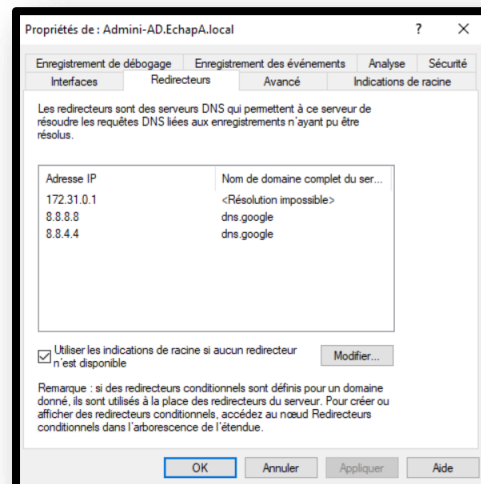 Propriétés de : Admini-AD.EchapA.local ? X
Enregistrement de débogage Enregistrement des événements Analyse Sécurité
Interfaces Redirecteurs Avancé Indications de racine
Les redirecteurs sont des serveurs DNS qui permettent à ce serveur de
résoudre les requêtes DNS liées aux enregistrements n'ayant pu être
résolus.
Adresse IP Nom de domaine complet du ser...
172.31.0.1 <Résolution impossible>
8.8.8.8 dns.google
8.8.4.4 dns.google
Utiliser les indications de racine si aucun redirecteur
n'est disponible
Modifier...
Remarque : si des redirecteurs conditionnels sont définis pour un domaine
donné, ils sont utilisés à la place des redirecteurs du serveur. Pour créer ou
afficher des redirecteurs conditionnels, accédez au nœud Redirecteurs
conditionnels dans l'arborescence de l'étendue.
OK Annuler Appliquer Aide